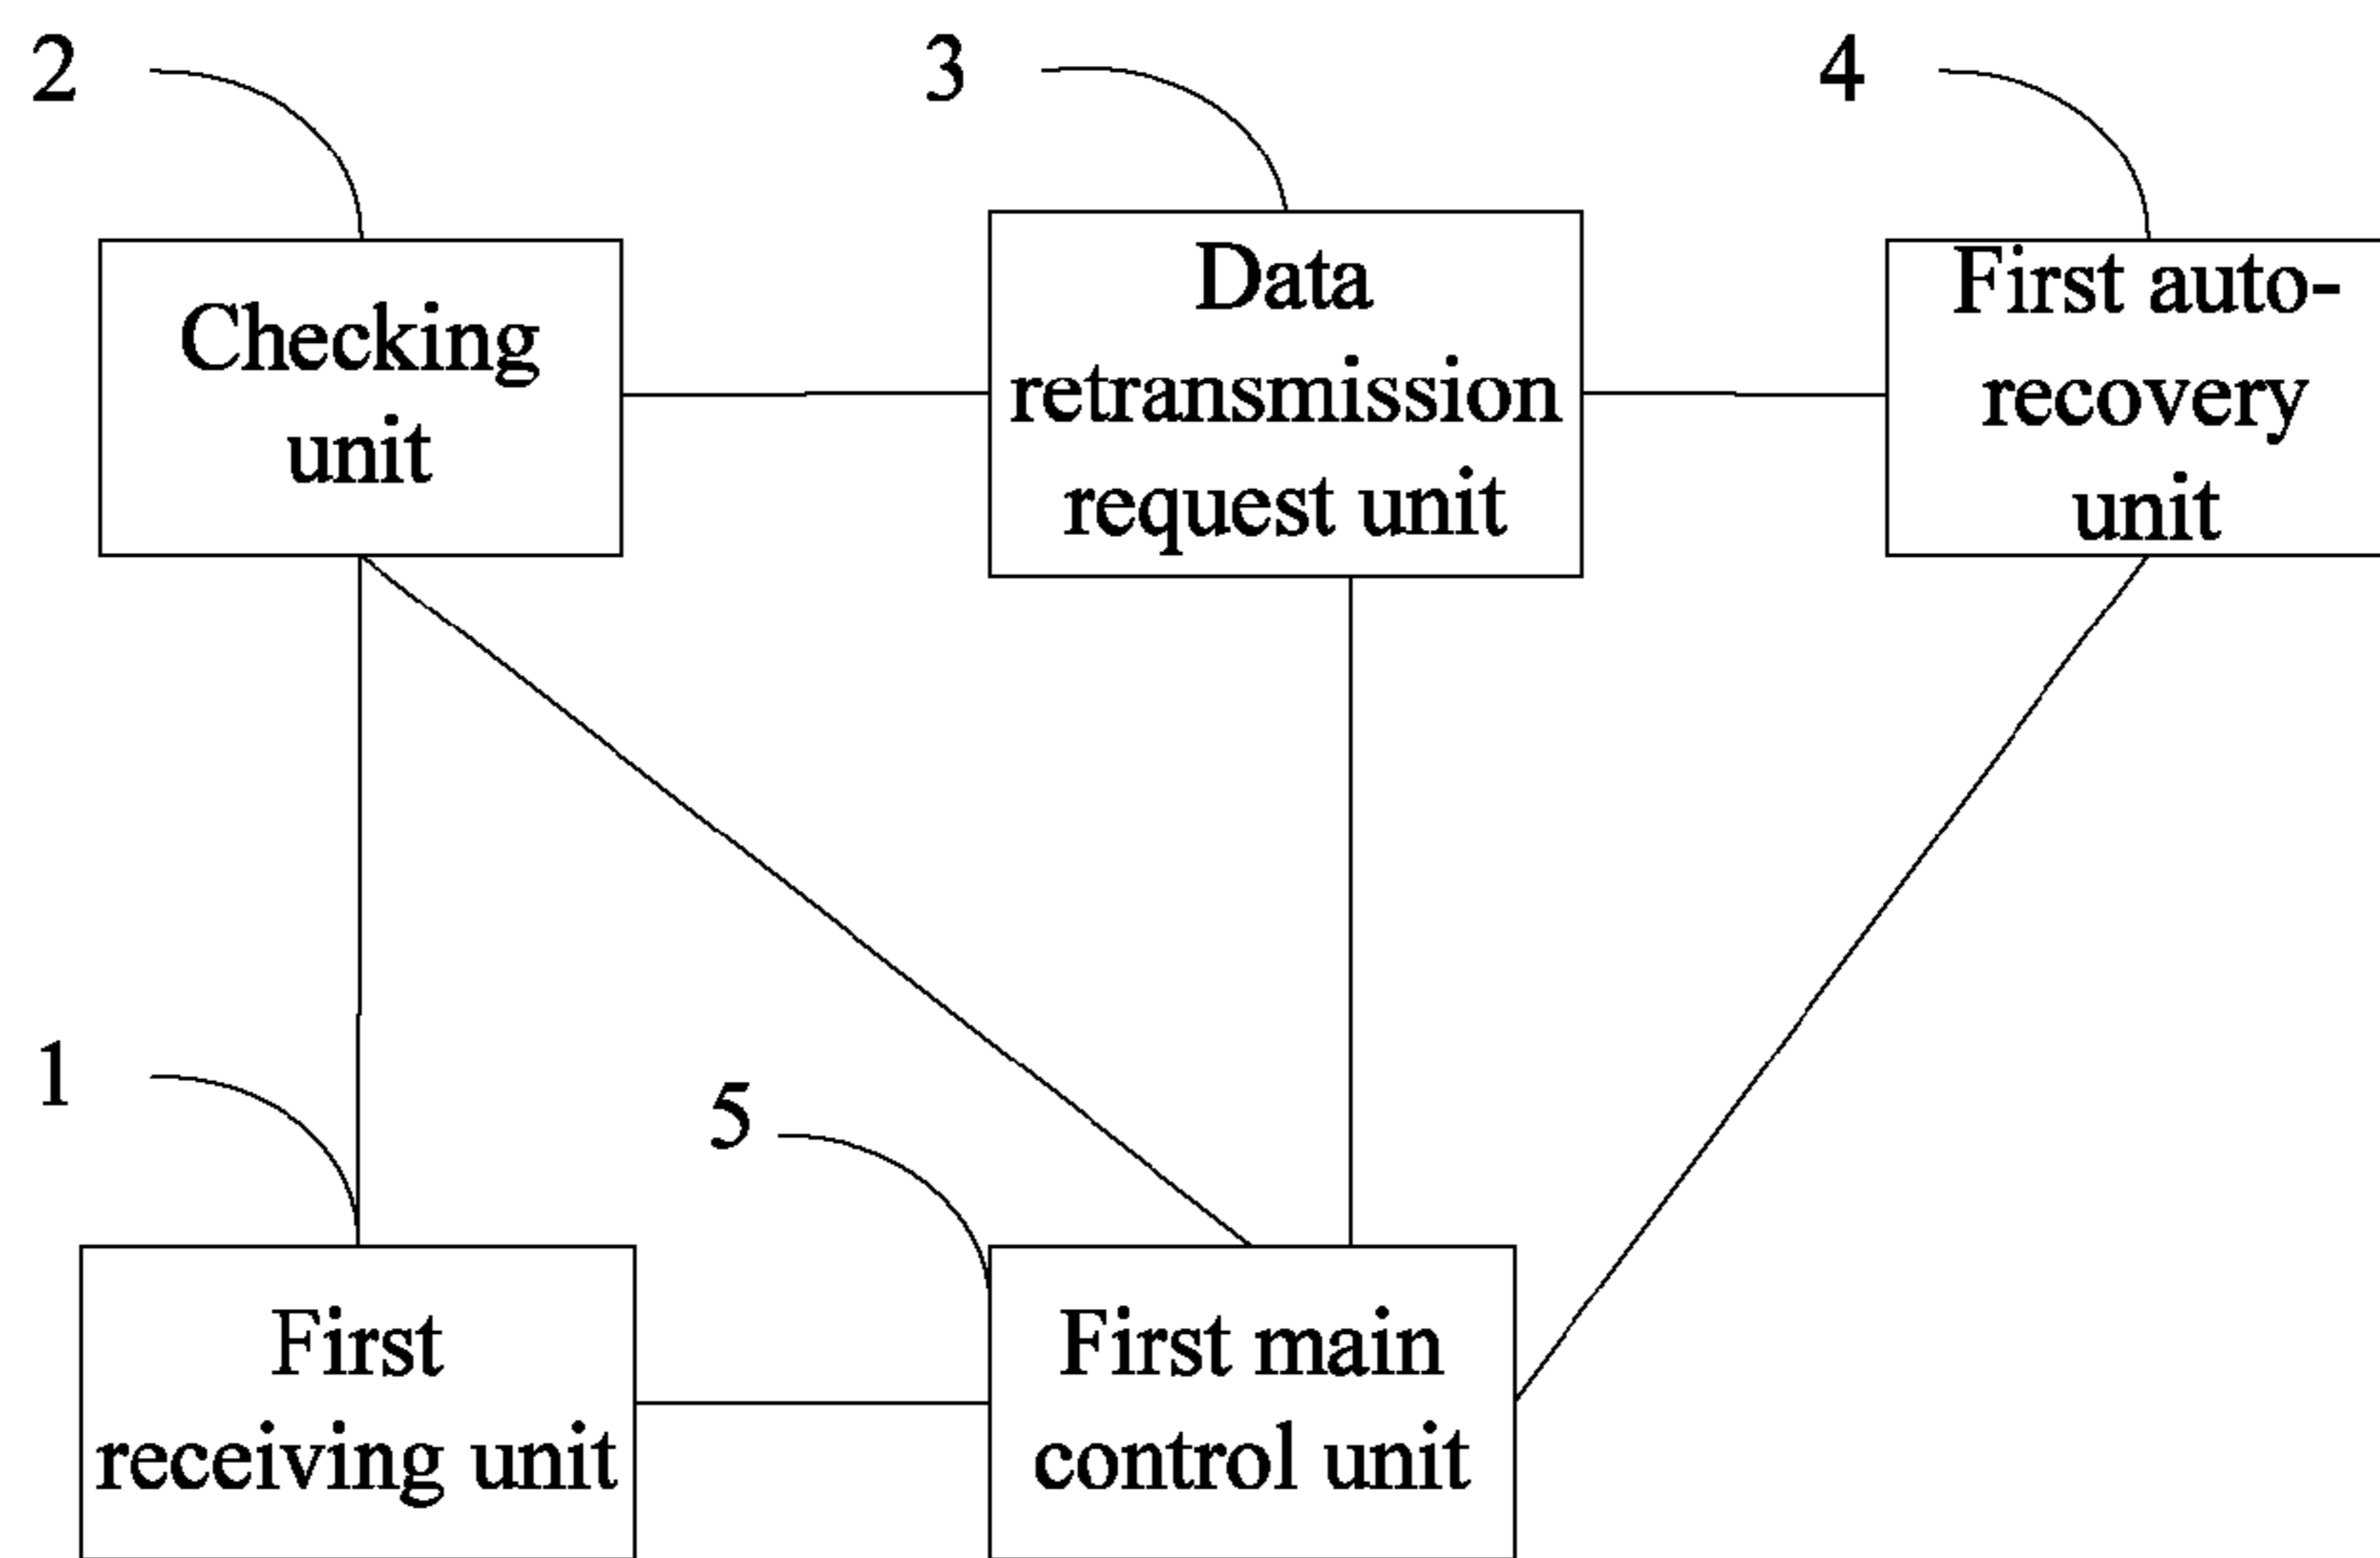 2
3
4
Checking
unit
Data
retransmission
request unit
First auto-
recovery
unit
1
5
First
receiving unit
First main
control unit